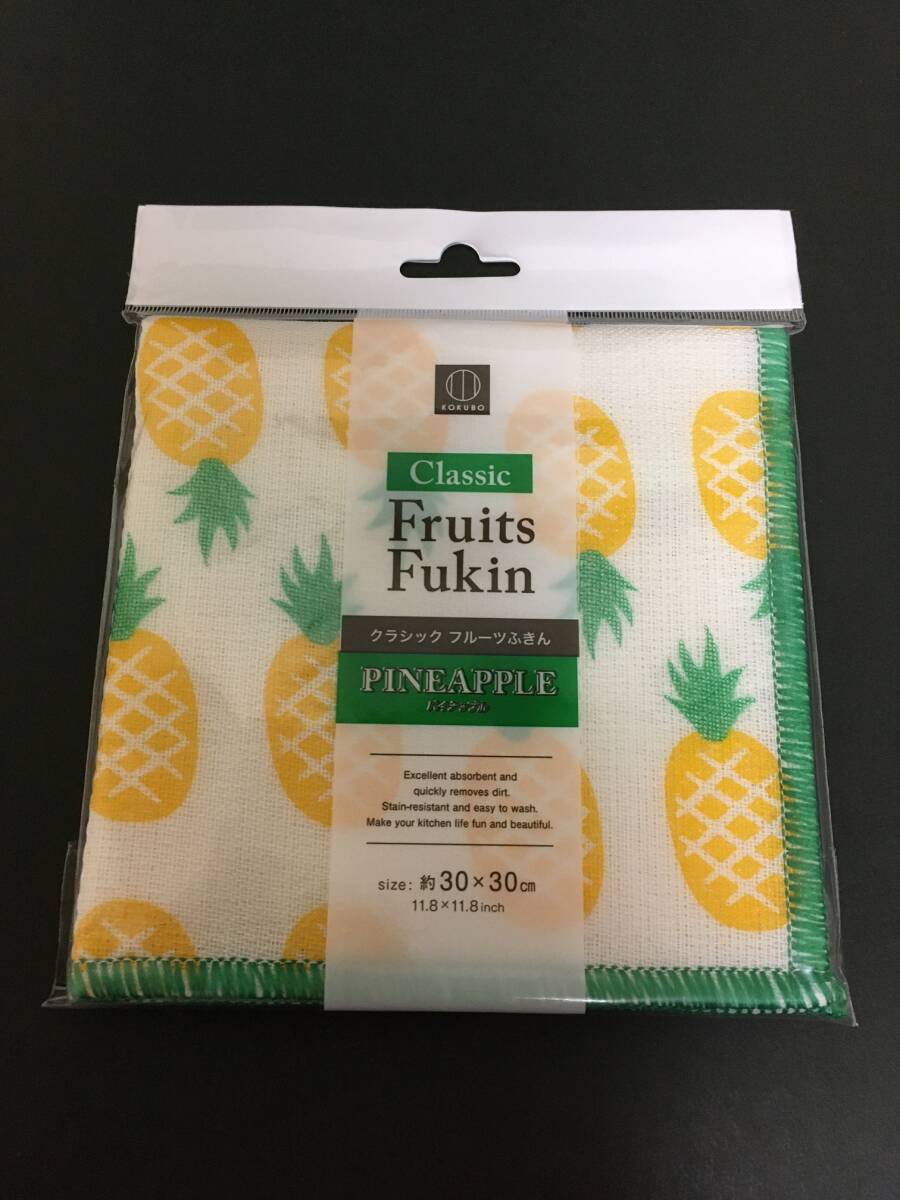 KOKUBO
Classic
Fruits
Fukin
クラシック フルーツふきん
PINEAPPLE
パイナップル
Excellent absorbent and
quickly removes dirt.
Stain-resistant and easy to wash.
Make your kitchen life fun and beautiful.
size: 約30×30㎝
11.8×11.8inch